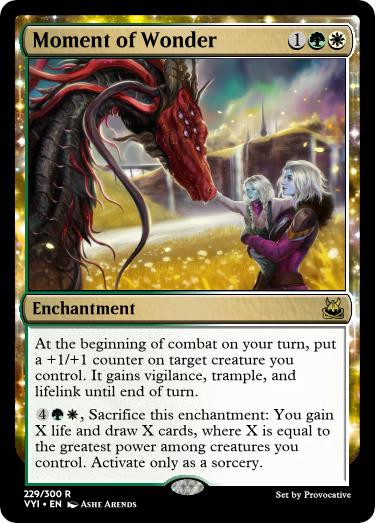 Moment of Wonder 1
Enchantment
At the beginning of combat on your turn, put
a +1/+1 counter on target creature you
control. It gains vigilance, trample, and
lifelink until end of turn.
4, Sacrifice this enchantment: You gain
X life and draw X cards, where X is equal to
the greatest power among creatures you
control. Activate only as a sorcery.
229/300 R
VYI • EN Ashe Arends
Set by Provocative